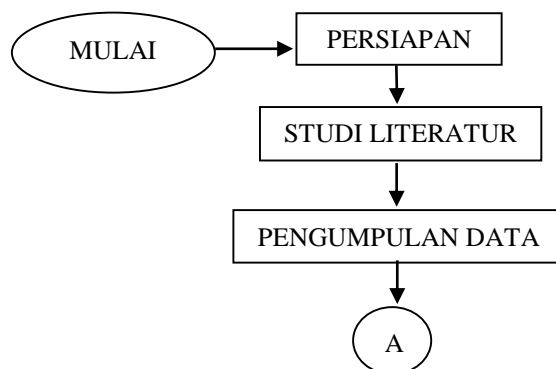 MULAI
PERSIAPAN
STUDI LITERATUR
PENGUMPULAN DATA
A